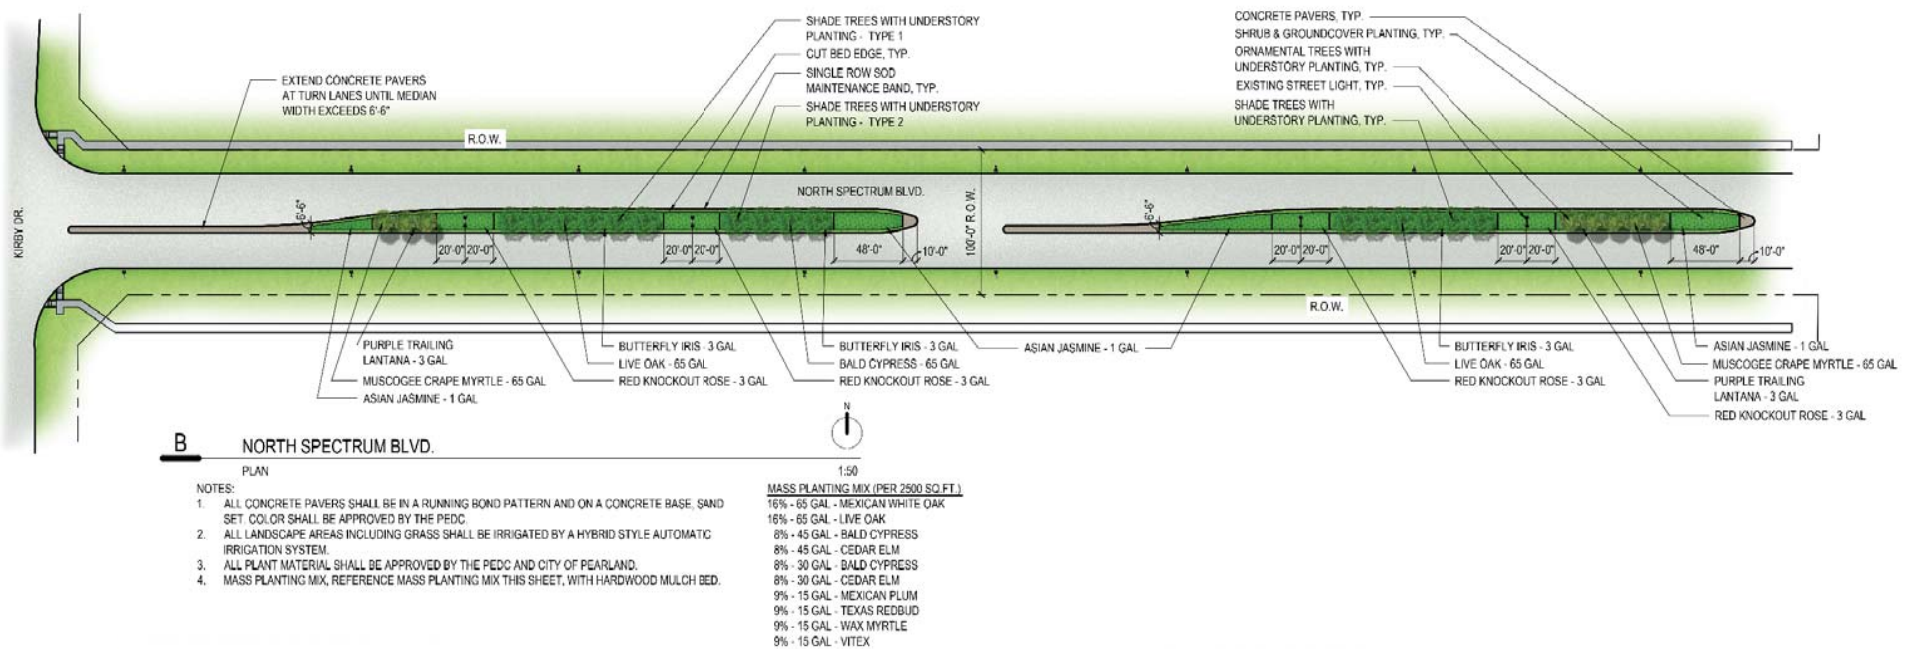 SHADE TREES WITH UNDERSTORY
PLANTING - TYPE 1
CUT BED EDGE, TYP.
SINGLE ROW SOD
MAINTENANCE BAND, TYP.
SHADE TREES WITH UNDERSTORY
PLANTING - TYPE 2
CONCRETE PAVERS, TYP.
SHRUB & GROUNDCOVER PLANTING, TYP.
ORNAMENTAL TREES WITH
UNDERSTORY PLANTING, TYP.
EXISTING STREET LIGHT, TYP.
SHADE TREES WITH
UNDERSTORY PLANTING, TYP.
EXTEND CONCRETE PAVERS
AT TURN LANES UNTIL MEDIAN
WIDTH EXCEEDS 6'-6"
R.O.W.
NORTH SPECTRUM BLVD.
KIRBY DR.
6'-6"
20'-0" 20'-0"
20'-0" 20'-0"
48'-0"
10'-0"
100'-0" R.O.W.
6'-6"
20'-0" 20'-0"
20'-0" 20'-0"
48'-0"
10'-0"
R.O.W.
PURPLE TRAILING
LANTANA - 3 GAL
MUSCOGEE CRAPE MYRTLE - 65 GAL
ASIAN JASMINE - 1 GAL
BUTTERFLY IRIS - 3 GAL
LIVE OAK - 65 GAL
RED KNOCKOUT ROSE - 3 GAL
BUTTERFLY IRIS - 3 GAL
BALD CYPRESS - 65 GAL
RED KNOCKOUT ROSE - 3 GAL
ASIAN JASMINE - 1 GAL
BUTTERFLY IRIS - 3 GAL
LIVE OAK - 65 GAL
RED KNOCKOUT ROSE - 3 GAL
ASIAN JASMINE - 1 GAL
MUSCOGEE CRAPE MYRTLE - 65 GAL
PURPLE TRAILING
LANTANA - 3 GAL
RED KNOCKOUT ROSE - 3 GAL
N
B NORTH SPECTRUM BLVD.
PLAN 1:50
NOTES:
1. ALL CONCRETE PAVERS SHALL BE IN A RUNNING BOND PATTERN AND ON A CONCRETE BASE, SAND
SET. COLOR SHALL BE APPROVED BY THE PEDC.
2. ALL LANDSCAPE AREAS INCLUDING GRASS SHALL BE IRRIGATED BY A HYBRID STYLE AUTOMATIC
IRRIGATION SYSTEM.
3. ALL PLANT MATERIAL SHALL BE APPROVED BY THE PEDC AND CITY OF PEARLAND.
4. MASS PLANTING MIX, REFERENCE MASS PLANTING MIX THIS SHEET, WITH HARDWOOD MULCH BED.
MASS PLANTING MIX (PER 2500 SQ.FT.)
16% - 65 GAL - MEXICAN WHITE OAK
16% - 65 GAL - LIVE OAK
8% - 45 GAL - BALD CYPRESS
8% - 45 GAL - CEDAR ELM
8% - 30 GAL - BALD CYPRESS
8% - 30 GAL - CEDAR ELM
9% - 15 GAL - MEXICAN PLUM
9% - 15 GAL - TEXAS REDBUD
9% - 15 GAL - WAX MYRTLE
9% - 15 GAL - VITEX